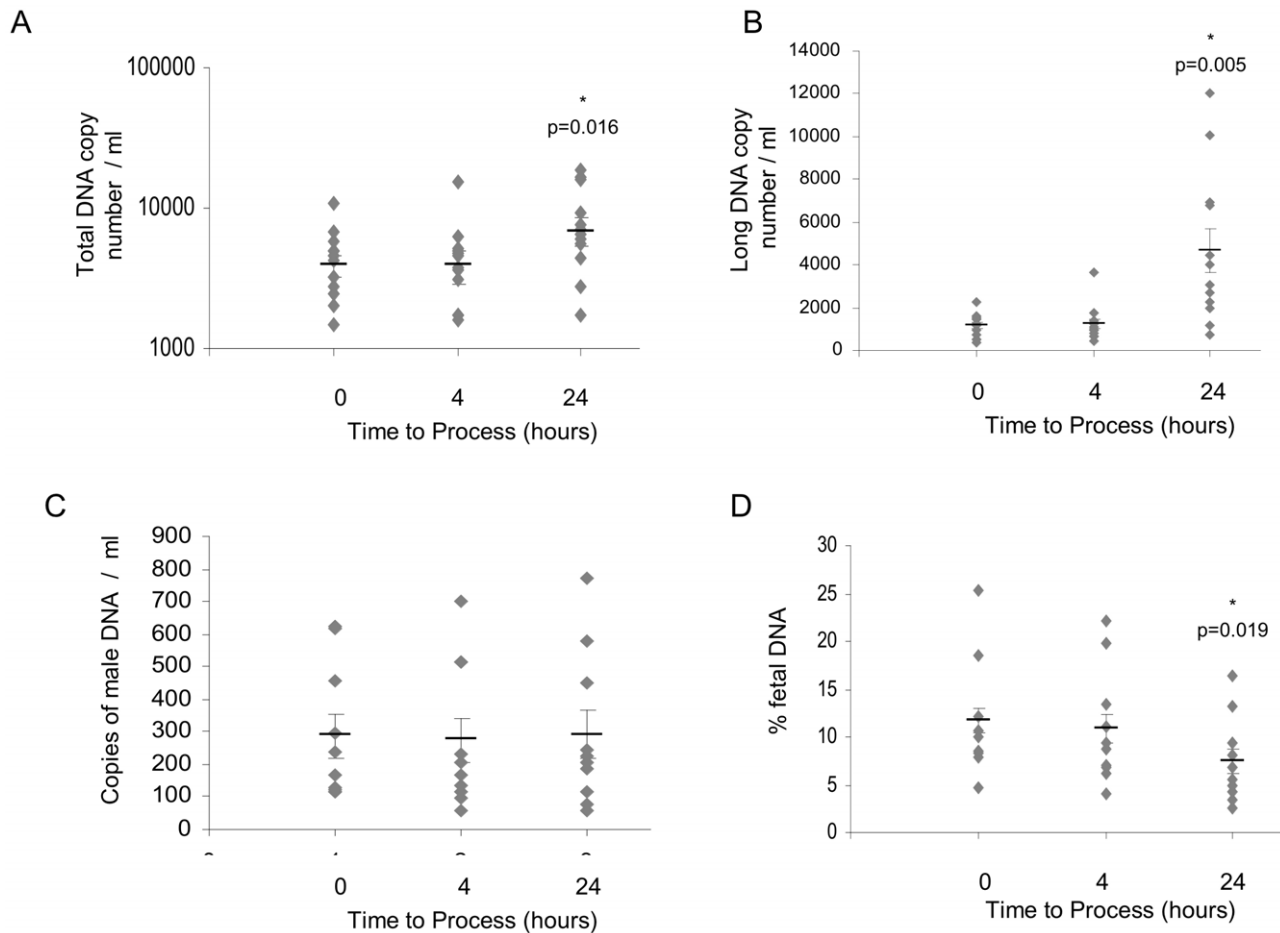 A
Total DNA copy
number / ml
100000
10000
1000
*
p=0.016
0 4 24
Time to Process (hours)
B
Long DNA copy
number / ml
14000
12000
10000
8000
6000
4000
2000
0
*
p=0.005
0 4 24
Time to Process (hours)
C
Copies of male DNA / ml
900
800
700
600
500
400
300
200
100
0
0 4 24
Time to Process (hours)
D
% fetal DNA
30
25
20
15
10
5
0
*
p=0.019
0 4 24
Time to Process (hours)